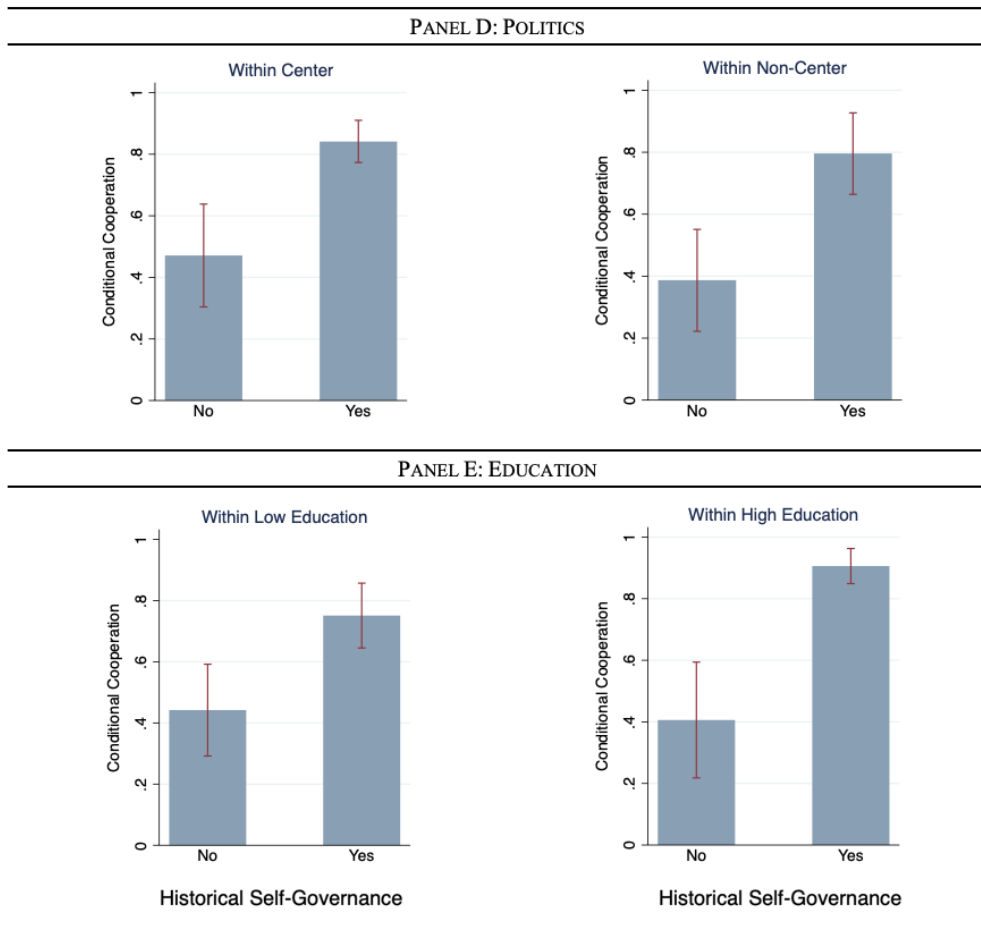 PANEL D: POLITICS
Within Center
Conditional Cooperation
0 .2 .4 .6 .8 1
No Yes
Within Non-Center
Conditional Cooperation
0 .2 .4 .6 .8 1
No Yes
PANEL E: EDUCATION
Within Low Education
Conditional Cooperation
0 .2 .4 .6 .8 1
No Yes
Historical Self-Governance
Within High Education
Conditional Cooperation
0 .2 .4 .6 .8 1
No Yes
Historical Self-Governance